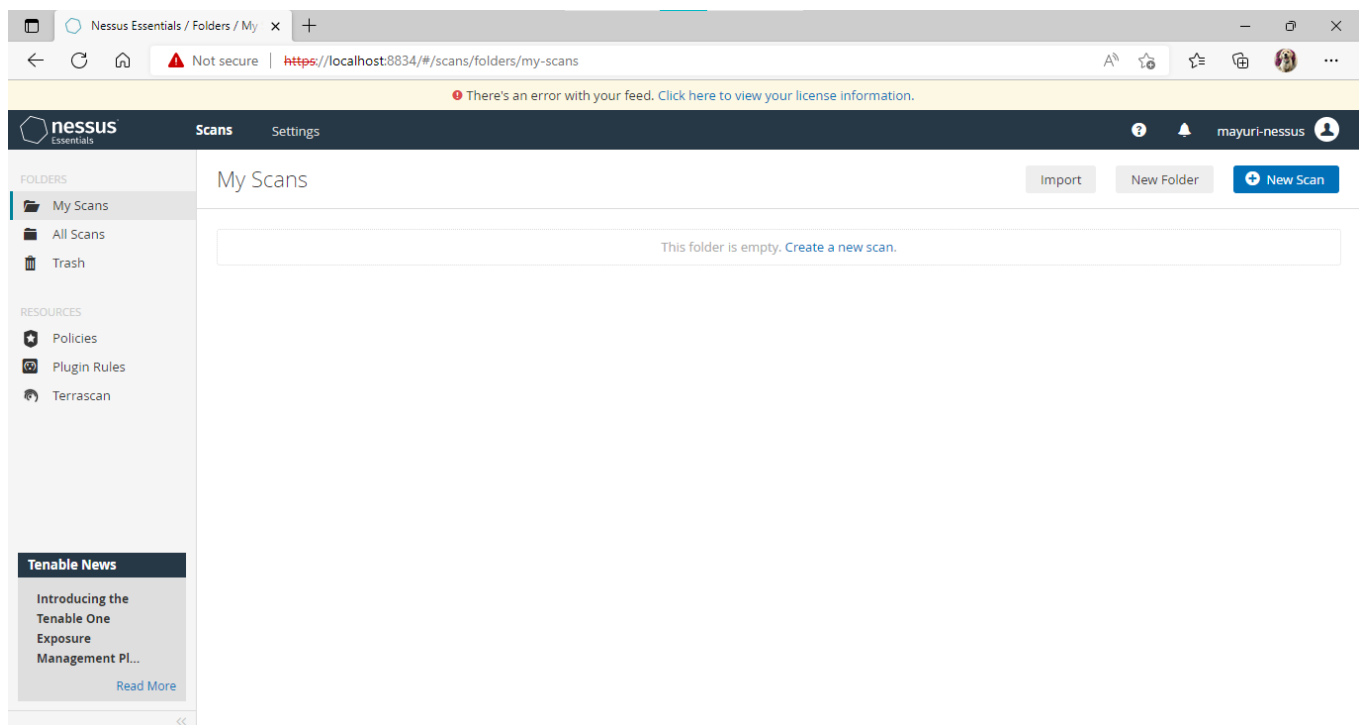 Nessus Essentials / Folders / My
Not secure https://localhost:8834/#/scans/folders/my-scans
There's an error with your feed. Click here to view your license information.
nessus
Essentials
Scans
Settings
mayuri-nessus
FOLDERS
My Scans
All Scans
Trash
RESOURCES
Policies
Plugin Rules
Terrascan
Tenable News
Introducing the
Tenable One
Exposure
Management Pl...
Read More
My Scans
Import
New Folder
New Scan
This folder is empty. Create a new scan.